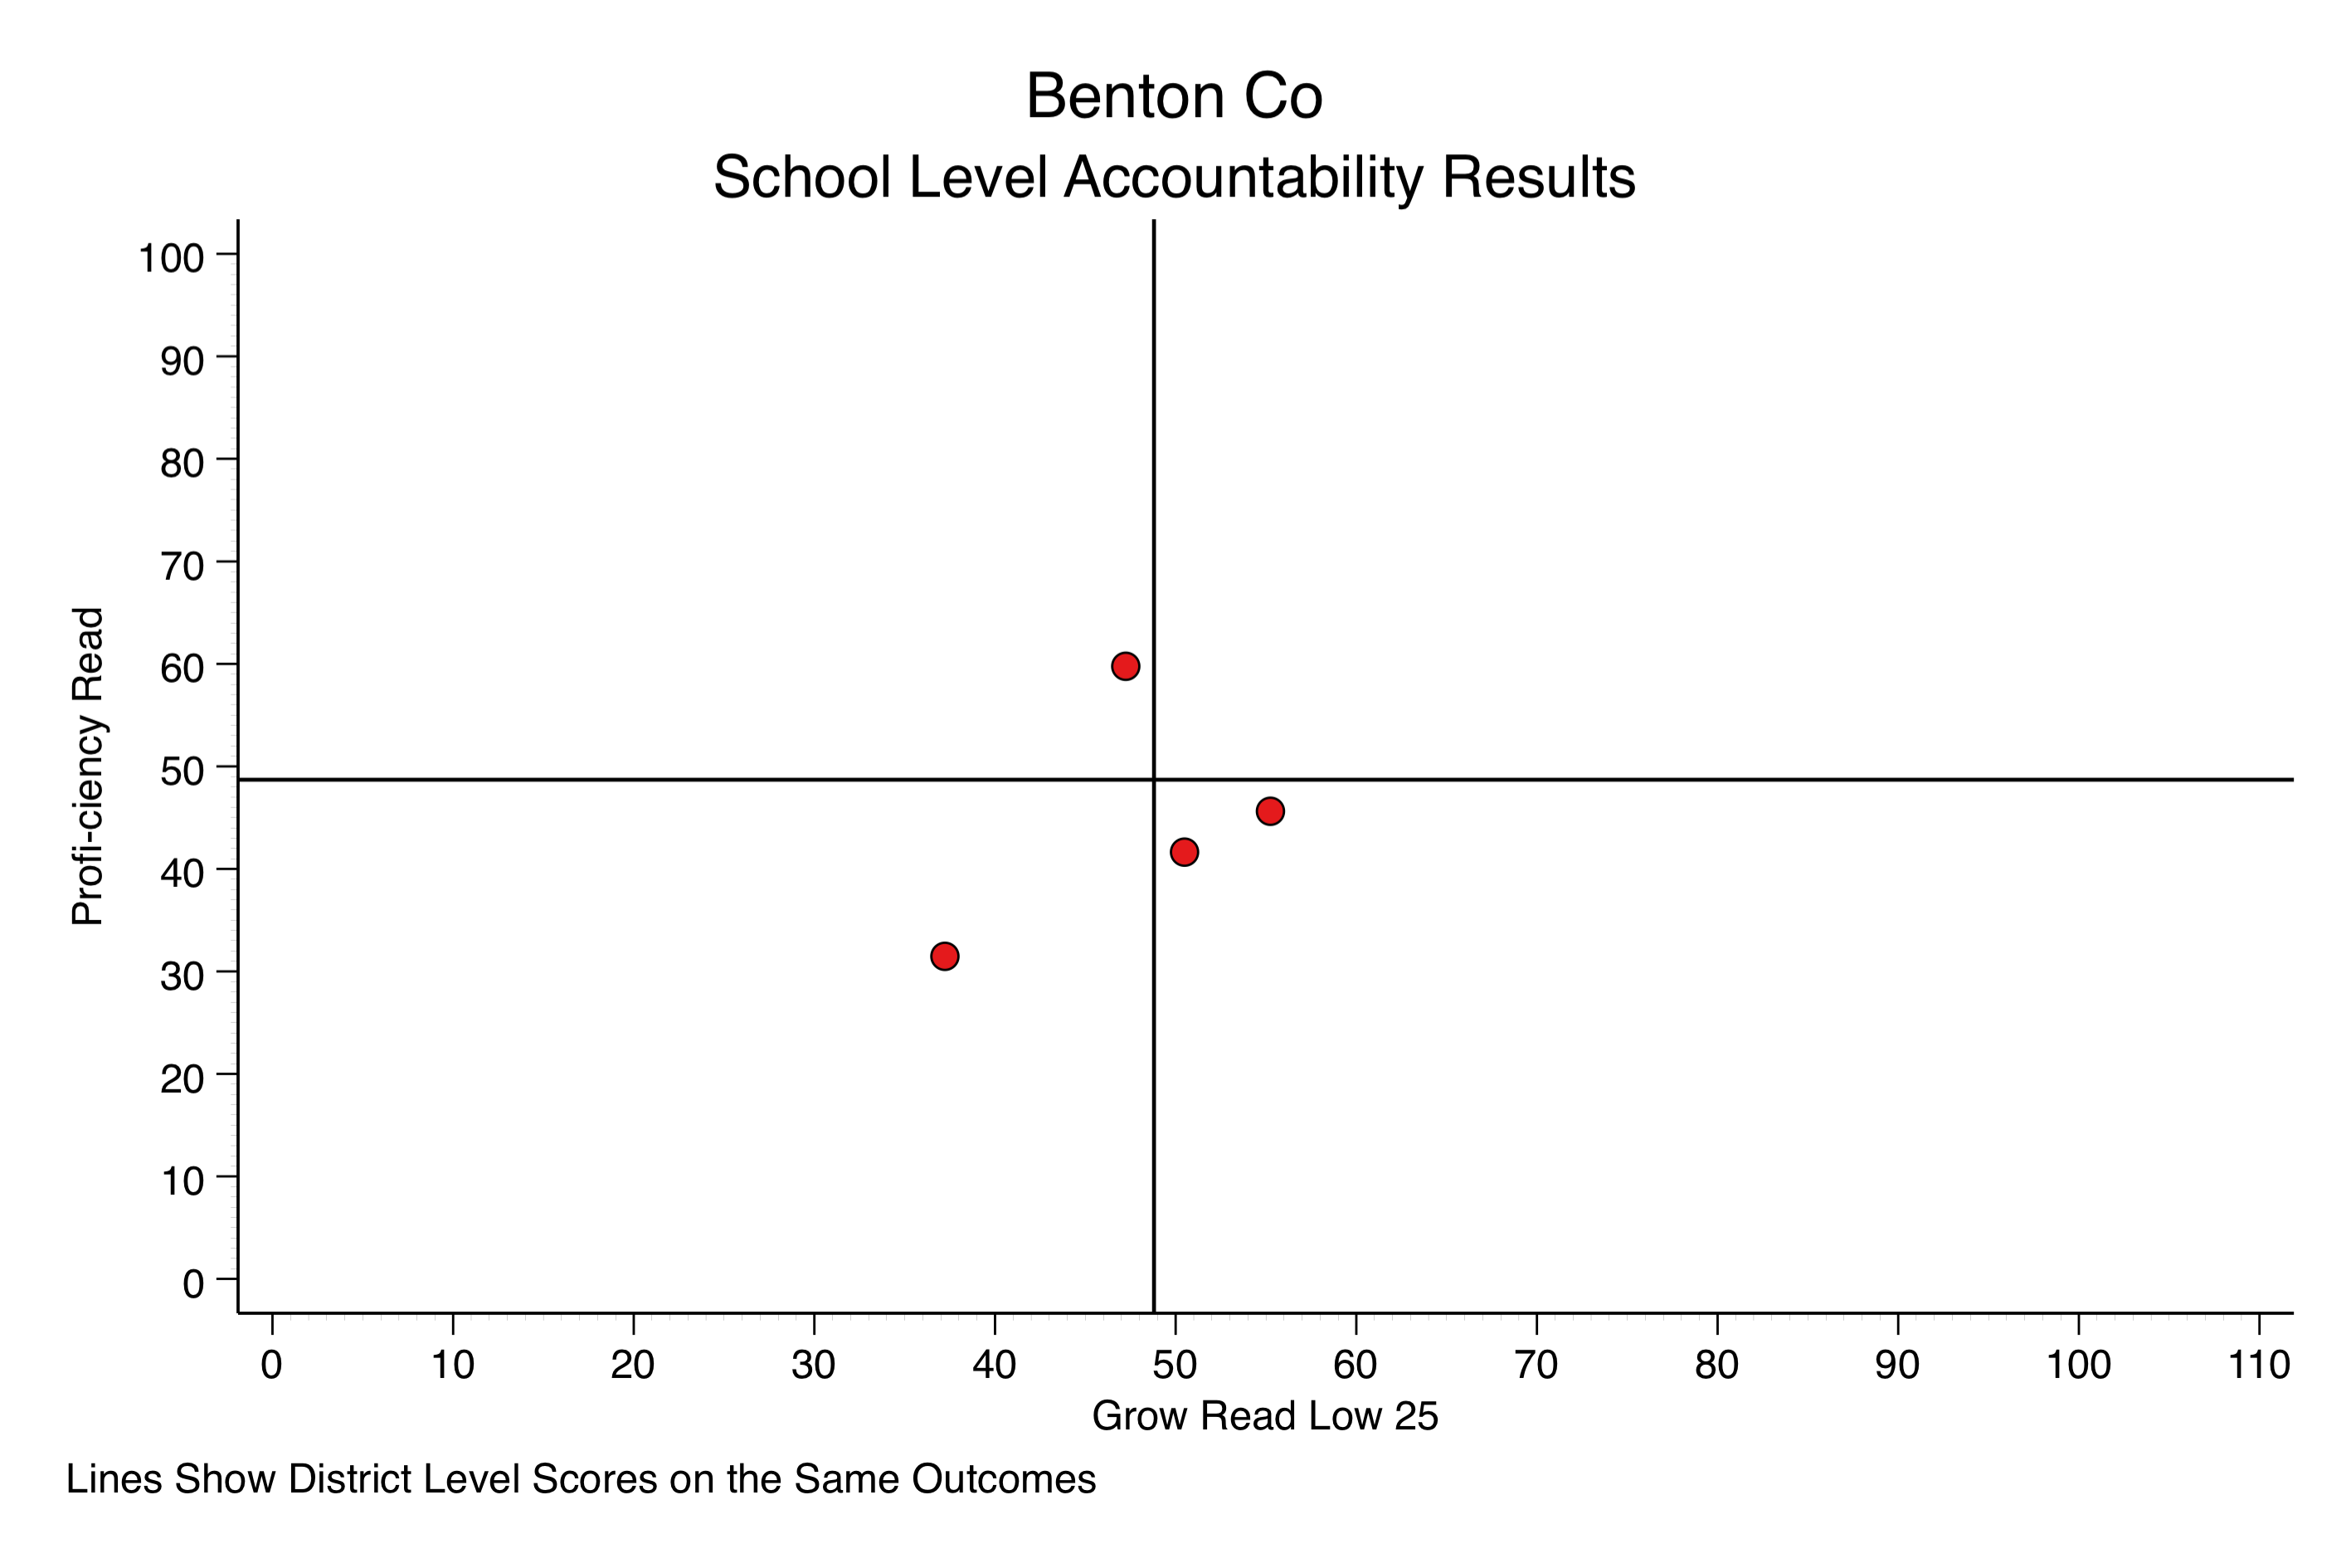 Benton Co
School Level Accountability Results
100
90
80
70
60
50
40
30
20
10
0
Profi-ciency Read
0 10 20 30 40 50 60 70 80 90 100 110
Grow Read Low 25
Lines Show District Level Scores on the Same Outcomes